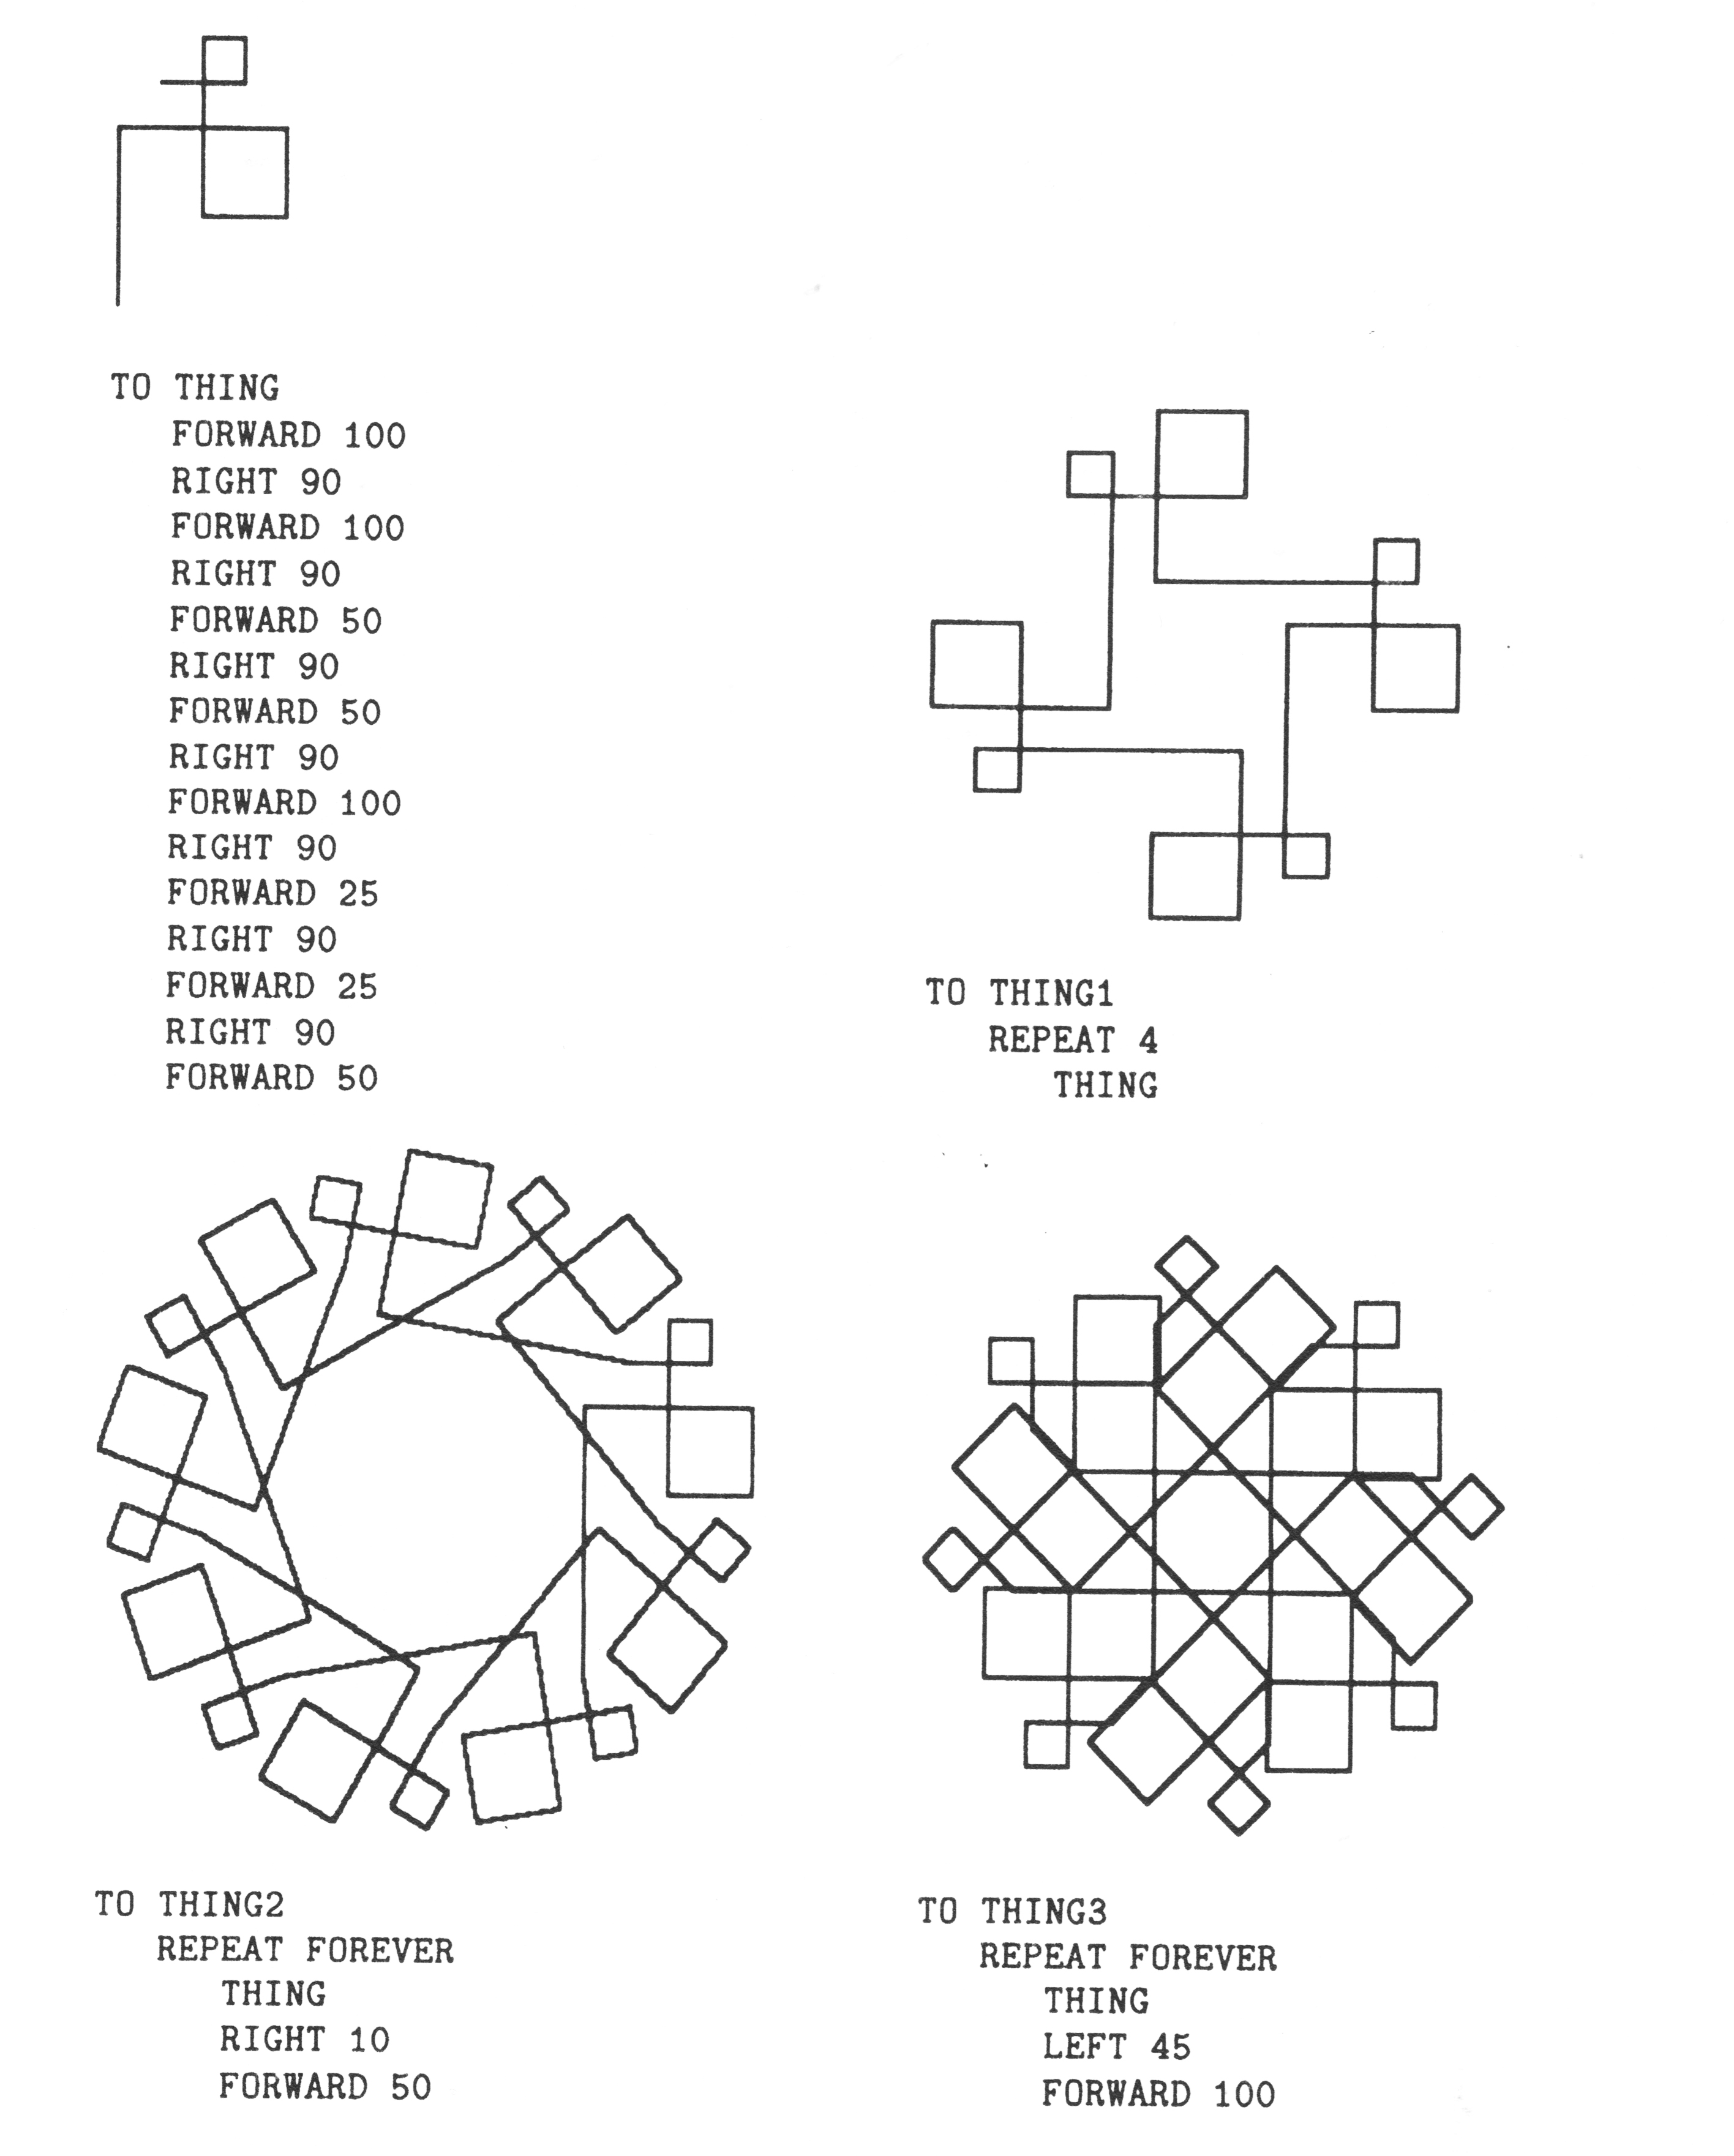 TO THING
FORWARD 100
RIGHT 90
FORWARD 100
RIGHT 90
FORWARD 50
RIGHT 90
FORWARD 50
RIGHT 90
FORWARD 100
RIGHT 90
FORWARD 25
RIGHT 90
FORWARD 25
RIGHT 90
FORWARD 50
TO THING1
REPEAT 4
THING
TO THING2
REPEAT FOREVER
THING
RIGHT 10
FORWARD 50
TO THING3
REPEAT FOREVER
THING
LEFT 45
FORWARD 100